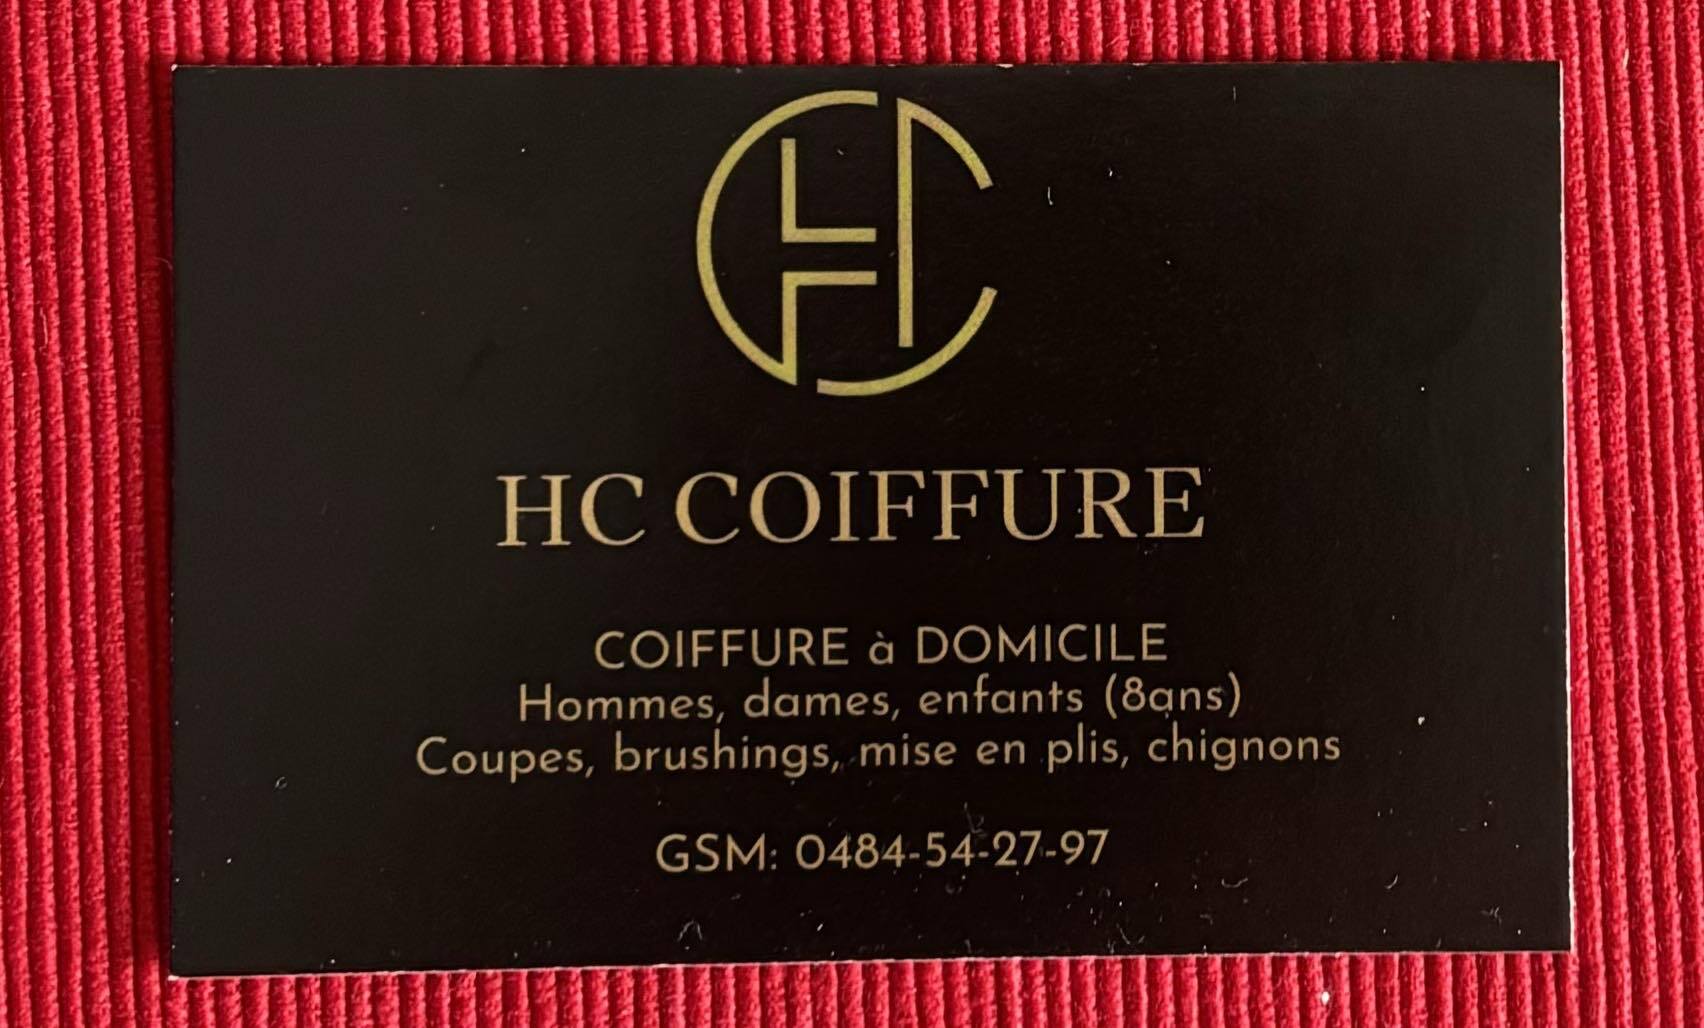 HC
HC COIFFURE
COIFFURE à DOMICILE
Hommes, dames, enfants (8ans)
Coupes, brushings, mise en plis, chignons
GSM: 0484-54-27-97